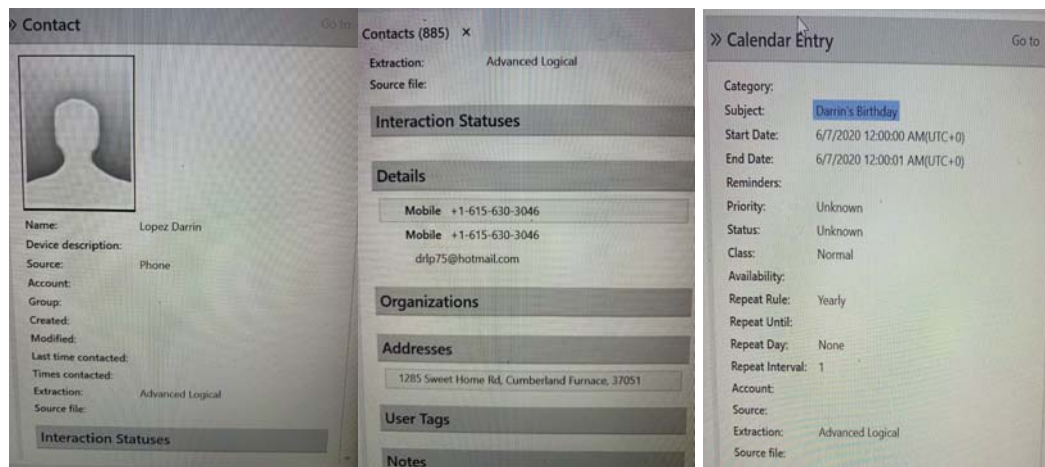 » Contact Go to
Name: Lopez Darrin
Device description:
Source: Phone
Account:
Group:
Created:
Modified:
Last time contacted:
Times contacted:
Extraction: Advanced Logical
Source file:
Interaction Statuses
Contacts (885) ×
Extraction: Advanced Logical
Source file:
Interaction Statuses
Details
Mobile +1-615-630-3046
Mobile +1-615-630-3046
drlp75@hotmail.com
Organizations
Addresses
1285 Sweet Home Rd, Cumberland Furnace, 37051
User Tags
Notes
» Calendar Entry Go to
Category:
Subject: Darrin's Birthday
Start Date: 6/7/2020 12:00:00 AM(UTC+0)
End Date: 6/7/2020 12:00:01 AM(UTC+0)
Reminders:
Priority: Unknown
Status: Unknown
Class: Normal
Availability:
Repeat Rule: Yearly
Repeat Until:
Repeat Day: None
Repeat Interval: 1
Account:
Source:
Extraction: Advanced Logical
Source file: